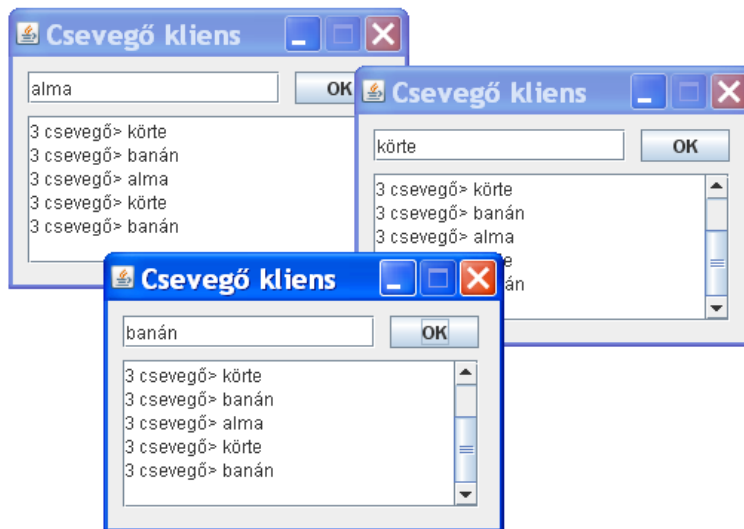 Csevegő kliens
alma
OK
3 csevegő> körte
3 csevegő> banán
3 csevegő> alma
3 csevegő> körte
3 csevegő> banán
Csevegő kliens
körte
OK
3 csevegő> körte
3 csevegő> banán
3 csevegő> alma
Csevegő kliens
banán
OK
3 csevegő> körte
3 csevegő> banán
3 csevegő> alma
3 csevegő> körte
3 csevegő> banán